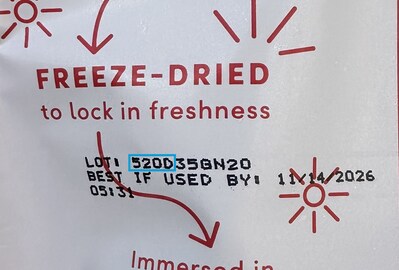 FREEZE-DRIED
to lock in freshness
LOT: 520D35GN20
BEST IF USED BY: 11/14/2026
05:31
Immersed in